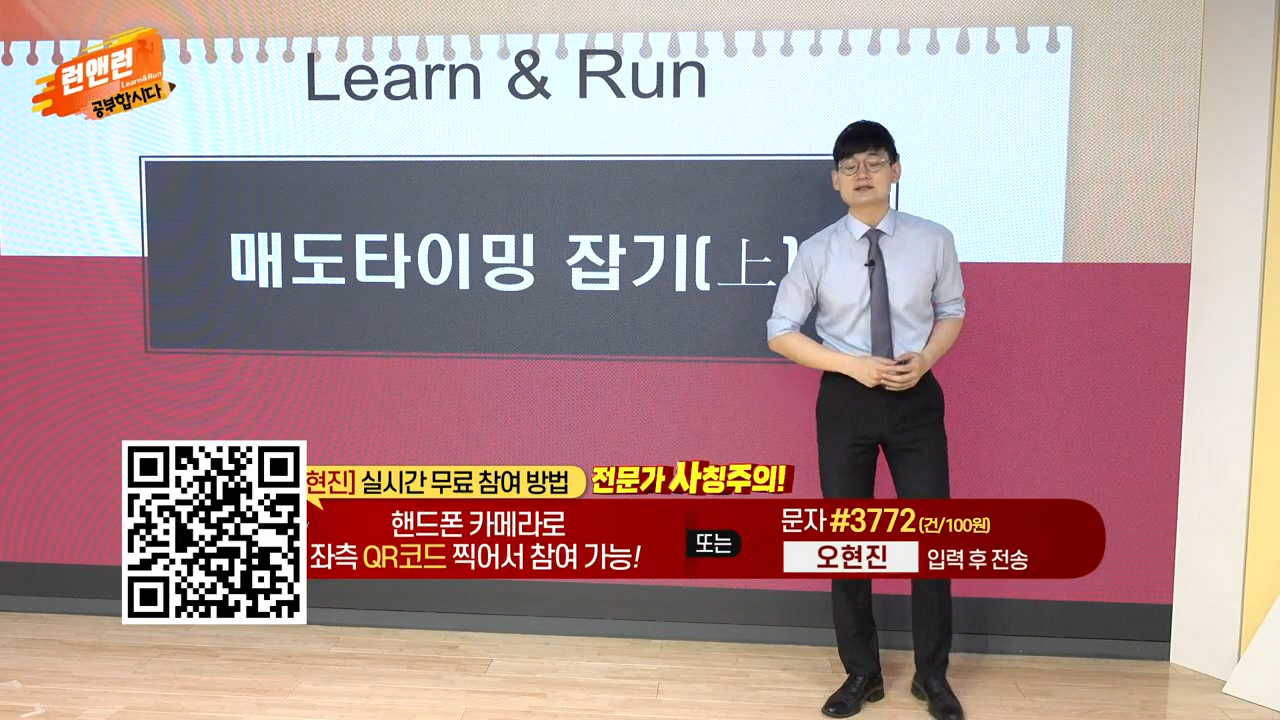 런앤런
Learn&Run
공부합시다
Learn & Run
매도타이밍 잡기(上)
현진] 실시간 무료 참여 방법
전문가 사칭주의!
핸드폰 카메라로
좌측 QR코드 찍어서 참여 가능!
또는
문자 #3772 (건/100원)
오현진 입력 후 전송